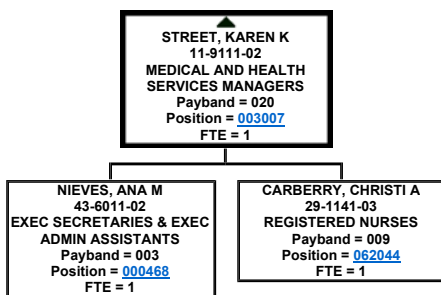 STREET, KAREN K
11-9111-02
MEDICAL AND HEALTH
SERVICES MANAGERS
Payband = 020
Position = 003007
FTE = 1
NIEVES, ANA M
43-6011-02
EXEC SECRETARIES & EXEC
ADMIN ASSISTANTS
Payband = 003
Position = 000468
FTE = 1
CARBERRY, CHRISTI A
29-1141-03
REGISTERED NURSES
Payband = 009
Position = 062044
FTE = 1